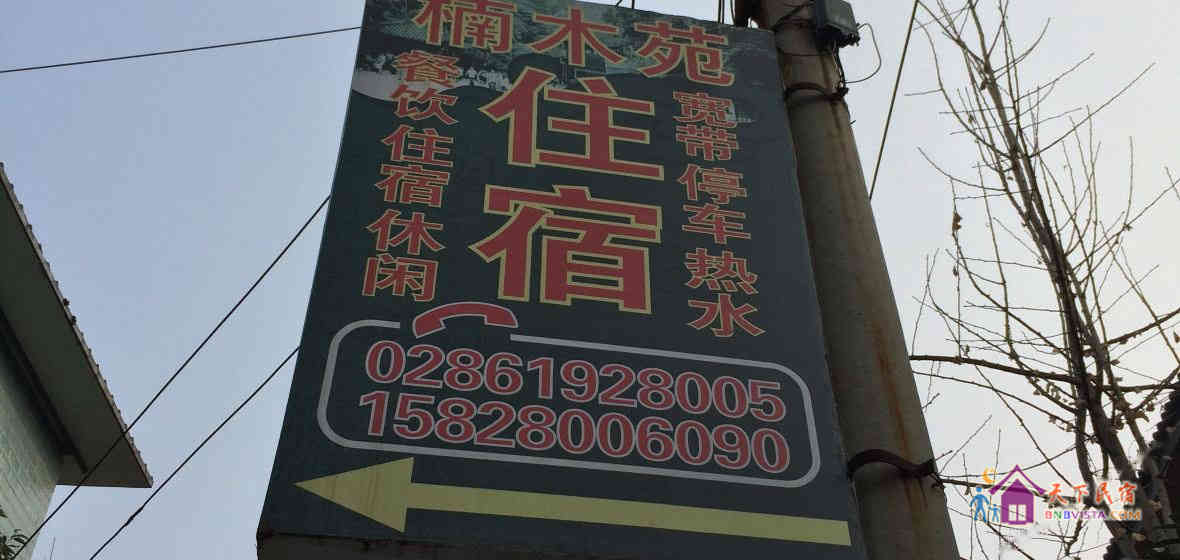 楠木苑
餐饮住宿休闲
住宿
宽带停车热水
02861928005
15828006090
天下民宿
BNBVISTA.COM